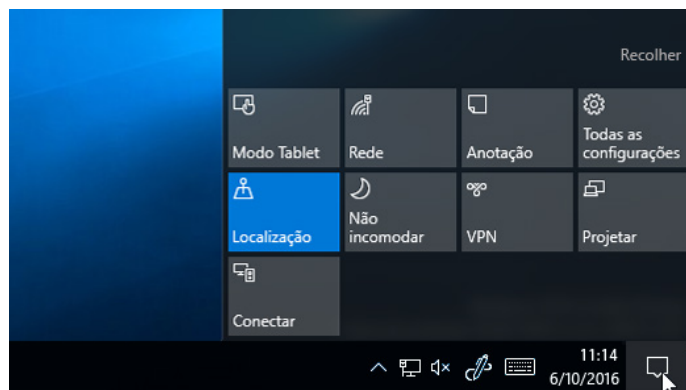 Recolher
Modo Tablet
Rede
Anotação
Todas as
configurações
Localização
Não
incomodar
VPN
Projetar
Conectar
11:14
6/10/2016